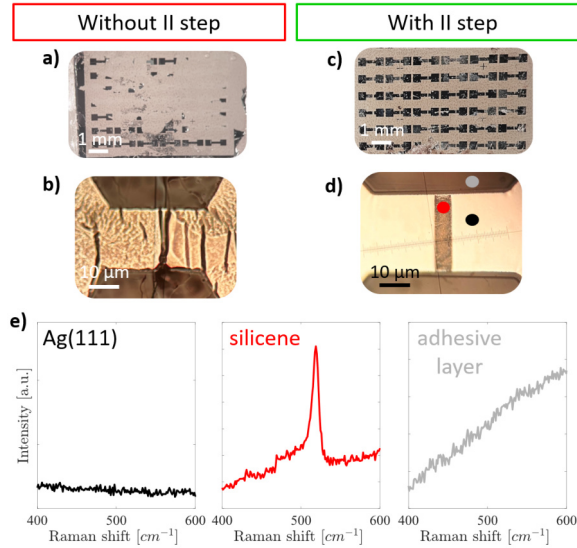 Without II step
With II step
a)
1 mm
c)
1 mm
b)
10 µm
d)
10 µm
e)
Ag(111)
silicene
adhesive
layer
Intensity [a.u.]
400
500
600
400
500
600
400
500
600
Raman shift [cm⁻¹]
Raman shift [cm⁻¹]
Raman shift [cm⁻¹]